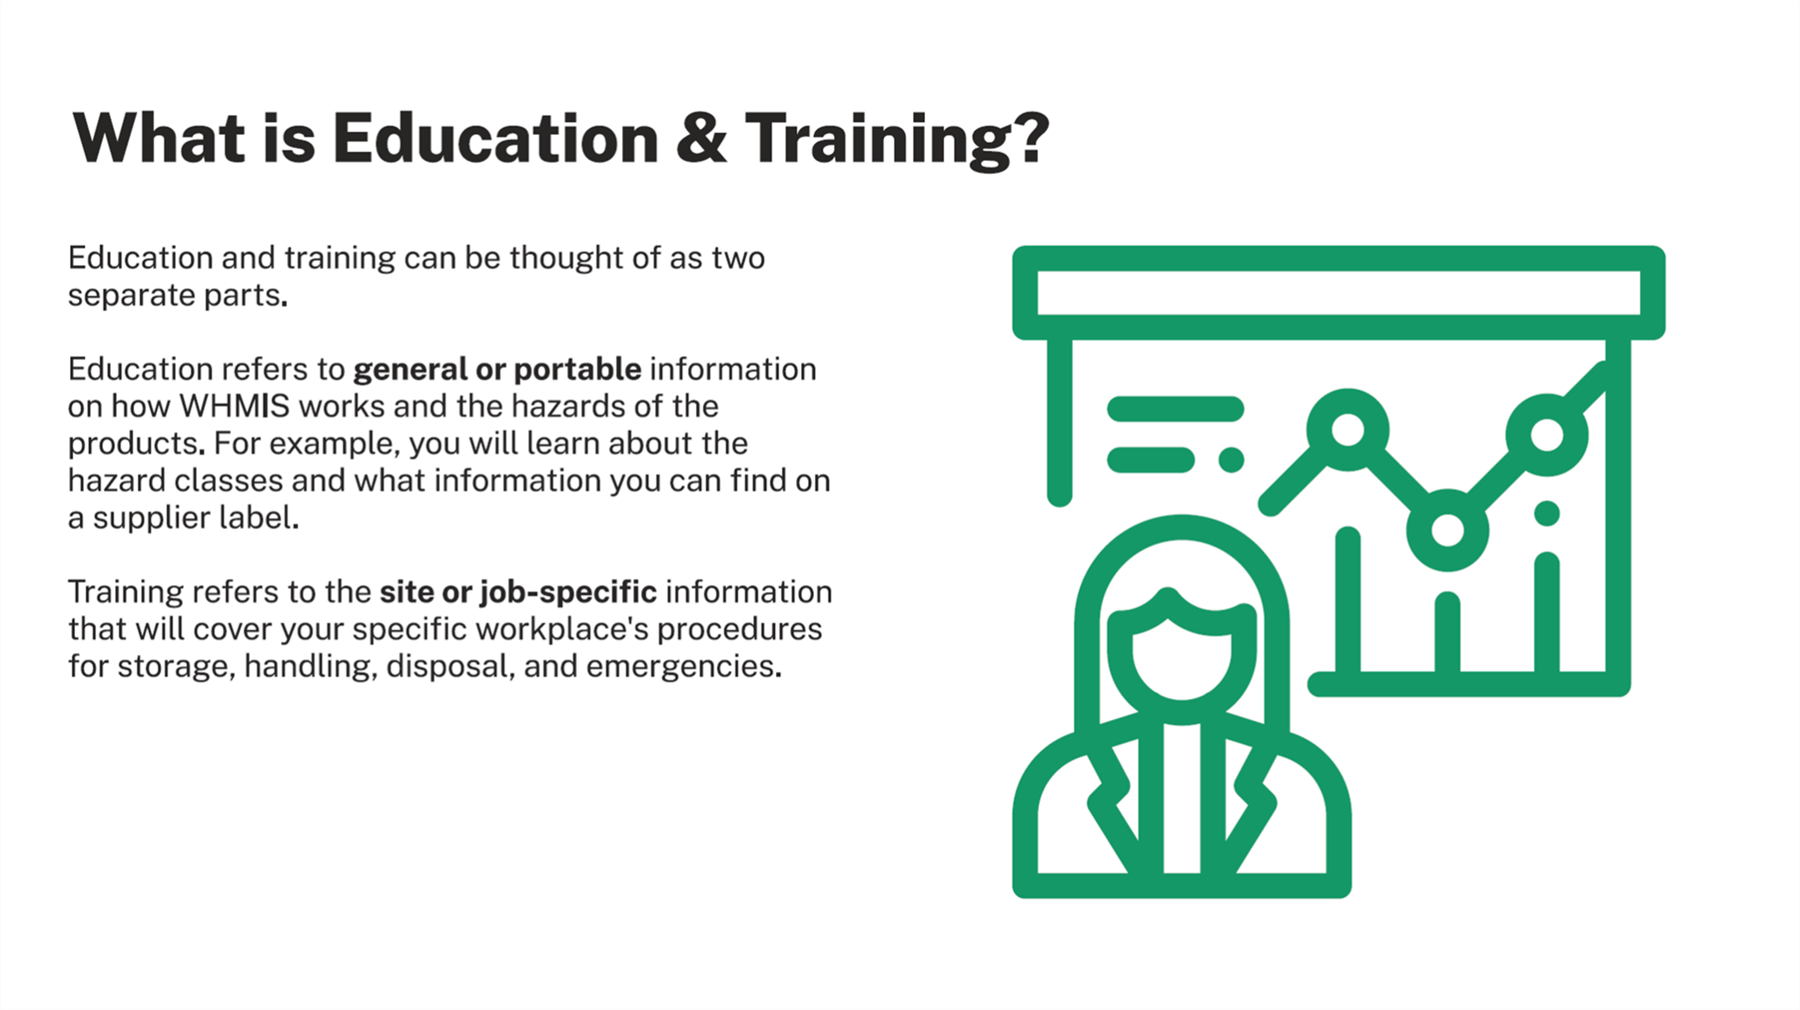 What is Education & Training?
Education and training can be thought of as two
separate parts.
Education refers to general or portable information
on how WHMIS works and the hazards of the
products. For example, you will learn about the
hazard classes and what information you can find on
a supplier label.
Training refers to the site or job-specific information
that will cover your specific workplace's procedures
for storage, handling, disposal, and emergencies.